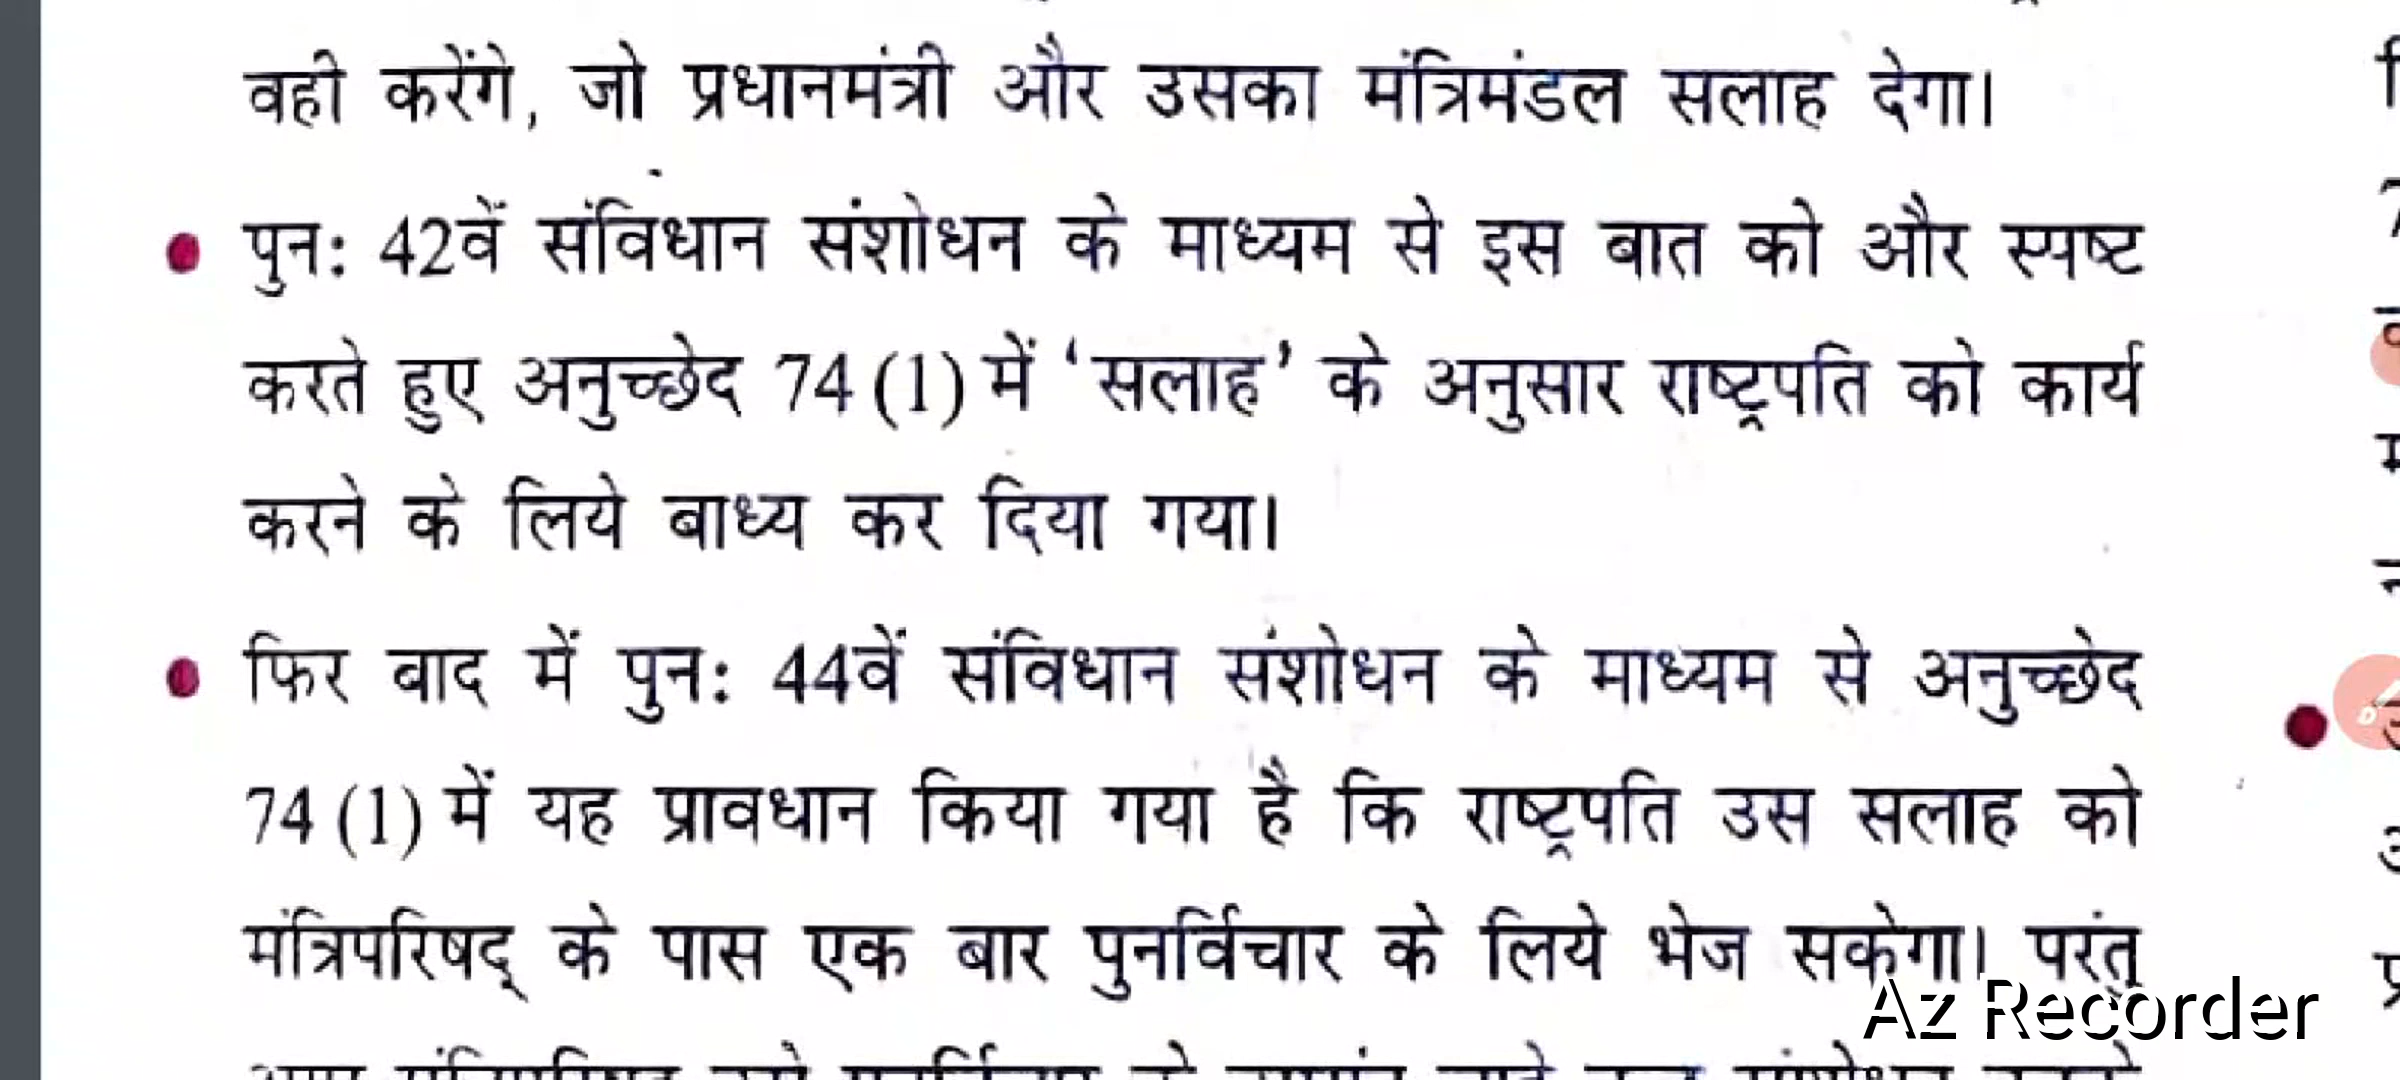 वही करेंगे, जो प्रधानमंत्री और उसका मंत्रिमंडल सलाह देगा।
• पुन: 42वें संविधान संशोधन के माध्यम से इस बात को और स्पष्ट
करते हुए अनुच्छेद 74 (1) में ‘सलाह’ के अनुसार राष्ट्रपति को कार्य
करने के लिये बाध्य कर दिया गया।
• फिर बाद में पुन: 44वें संविधान संशोधन के माध्यम से अनुच्छेद
74 (1) में यह प्रावधान किया गया है कि राष्ट्रपति उस सलाह को
मंत्रिपरिषद् के पास एक बार पुनर्विचार के लिये भेज सकेगा। परंतु
Az Recorder